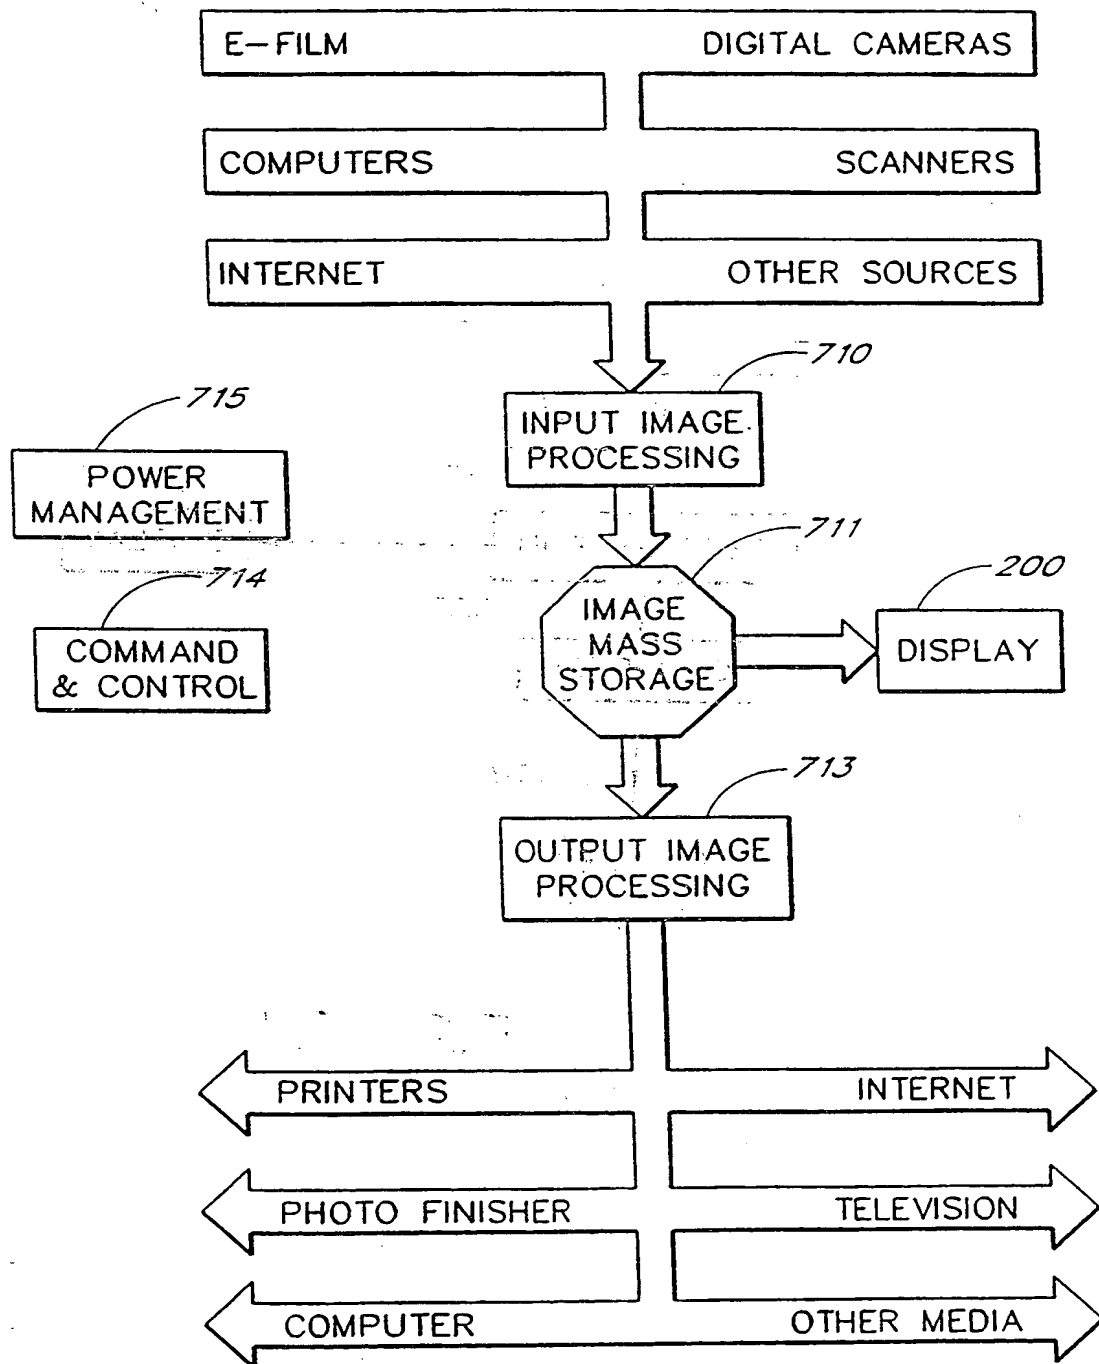 E-FILM DIGITAL CAMERAS
COMPUTERS SCANNERS
INTERNET OTHER SOURCES
710
INPUT IMAGE
PROCESSING
715
POWER
MANAGEMENT
711
IMAGE
MASS
STORAGE
714
COMMAND
& CONTROL
200
DISPLAY
713
OUTPUT IMAGE
PROCESSING
PRINTERS INTERNET
PHOTO FINISHER TELEVISION
COMPUTER OTHER MEDIA